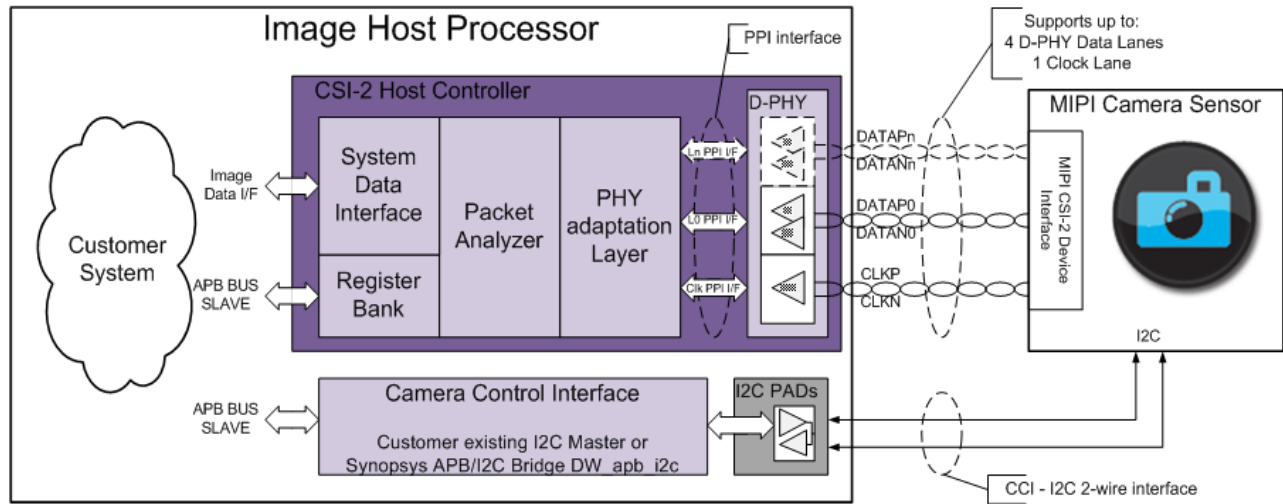 Image Host Processor
PPI interface
Supports up to:
4 D-PHY Data Lanes
1 Clock Lane
CSI-2 Host Controller
D-PHY
MIPI Camera Sensor
Customer
System
Image
Data I/F
APB BUS
SLAVE
System
Data
Interface
Register
Bank
Packet
Analyzer
PHY
adaptation
Layer
Ln PPI I/F
L0 PPI I/F
Clk PPI I/F
DATAPn
DATANn
DATAP0
DATAN0
CLKP
CLKN
MIPI CSI-2 Device
Interface
I2C
APB BUS
SLAVE
Camera Control Interface
Customer existing I2C Master or
Synopsys APB/I2C Bridge DW_apb_i2c
I2C PADs
CCI - I2C 2-wire interface